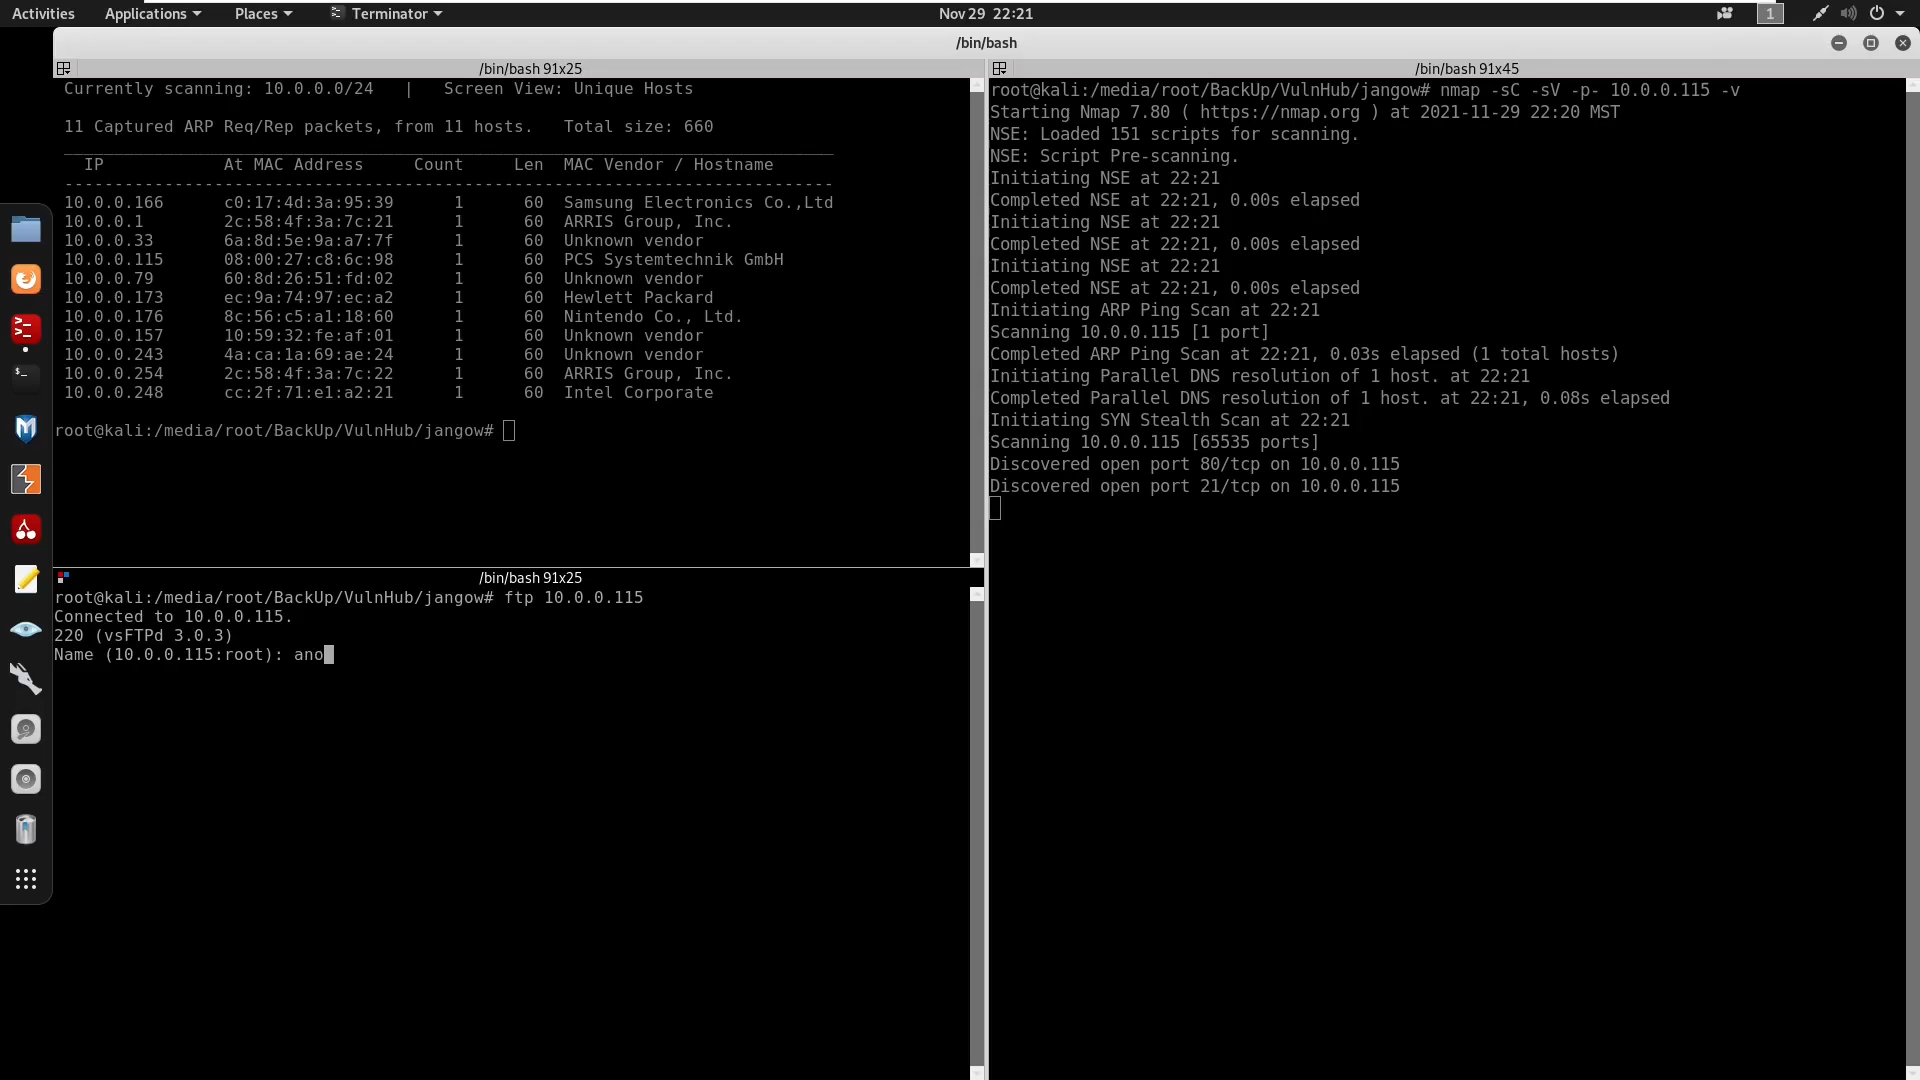 Activities Applications Places Terminator Nov 29 22:21 1
/bin/bash
/bin/bash 91x25
Currently scanning: 10.0.0.0/24   |   Screen View: Unique Hosts
11 Captured ARP Req/Rep packets, from 11 hosts.   Total size: 660
_____________________________________________________________________________
IP            At MAC Address     Count     Len  MAC Vendor / Hostname
-----------------------------------------------------------------------------
10.0.0.166      c0:17:4d:3a:95:39      1      60  Samsung Electronics Co.,Ltd
10.0.0.1        2c:58:4f:3a:7c:21      1      60  ARRIS Group, Inc.
10.0.0.33       6a:8d:5e:9a:a7:7f      1      60  Unknown vendor
10.0.0.115      08:00:27:c8:6c:98      1      60  PCS Systemtechnik GmbH
10.0.0.79       60:8d:26:51:fd:02      1      60  Unknown vendor
10.0.0.173      ec:9a:74:97:ec:a2      1      60  Hewlett Packard
10.0.0.176      8c:56:c5:a1:18:60      1      60  Nintendo Co., Ltd.
10.0.0.157      10:59:32:fe:af:01      1      60  Unknown vendor
10.0.0.243      4a:ca:1a:69:ae:24      1      60  Unknown vendor
10.0.0.254      2c:58:4f:3a:7c:22      1      60  ARRIS Group, Inc.
10.0.0.248      cc:2f:71:e1:a2:21      1      60  Intel Corporate
root@kali:/media/root/BackUp/VulnHub/jangow#
/bin/bash 91x25
root@kali:/media/root/BackUp/VulnHub/jangow# ftp 10.0.0.115
Connected to 10.0.0.115.
220 (vsFTPd 3.0.3)
Name (10.0.0.115:root): ano
/bin/bash 91x45
root@kali:/media/root/BackUp/VulnHub/jangow# nmap -sC -sV -p- 10.0.0.115 -v
Starting Nmap 7.80 ( https://nmap.org ) at 2021-11-29 22:20 MST
NSE: Loaded 151 scripts for scanning.
NSE: Script Pre-scanning.
Initiating NSE at 22:21
Completed NSE at 22:21, 0.00s elapsed
Initiating NSE at 22:21
Completed NSE at 22:21, 0.00s elapsed
Initiating NSE at 22:21
Completed NSE at 22:21, 0.00s elapsed
Initiating ARP Ping Scan at 22:21
Scanning 10.0.0.115 [1 port]
Completed ARP Ping Scan at 22:21, 0.03s elapsed (1 total hosts)
Initiating Parallel DNS resolution of 1 host. at 22:21
Completed Parallel DNS resolution of 1 host. at 22:21, 0.08s elapsed
Initiating SYN Stealth Scan at 22:21
Scanning 10.0.0.115 [65535 ports]
Discovered open port 80/tcp on 10.0.0.115
Discovered open port 21/tcp on 10.0.0.115